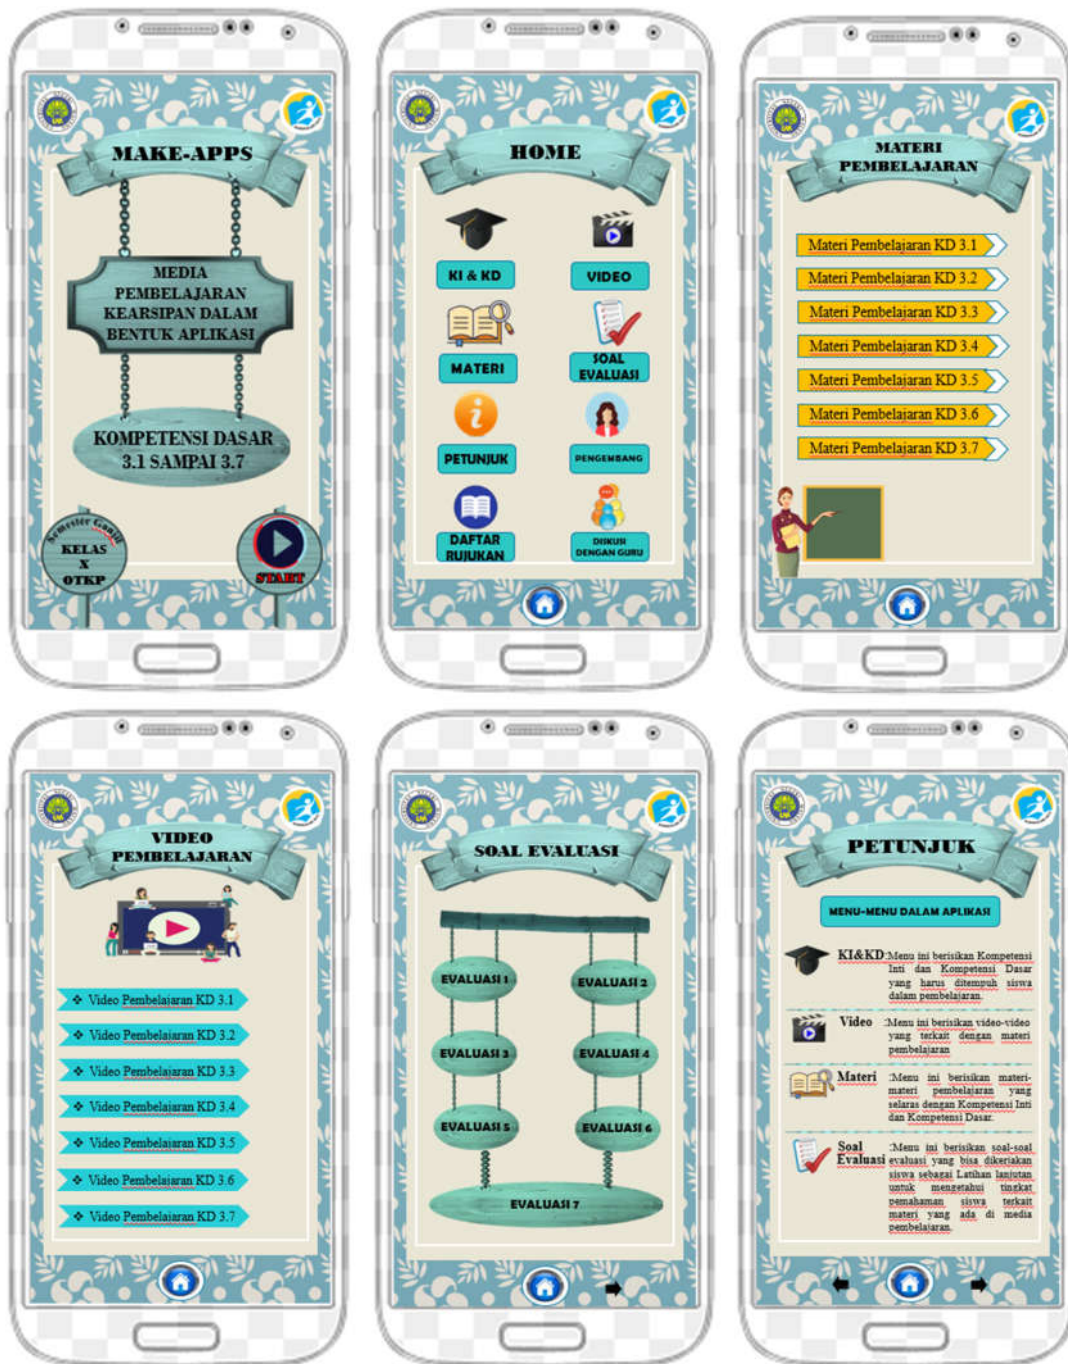 MAKE-APPS
MEDIA
PEMBELAJARAN
KEARSIPAN DALAM
BENTUK APLIKASI
KOMPETENSI DASAR
3.1 SAMPAI 3.7
Semester Ganjil
KELAS
X
OTKP
START
HOME
KI & KD
VIDEO
MATERI
SOAL
EVALUASI
PETUNJUK
PENGEMBANG
DAFTAR
RUJUKAN
DISKUSI
DENGAN GURU
MATERI
PEMBELAJARAN
Materi Pembelajaran KD 3.1
Materi Pembelajaran KD 3.2
Materi Pembelajaran KD 3.3
Materi Pembelajaran KD 3.4
Materi Pembelajaran KD 3.5
Materi Pembelajaran KD 3.6
Materi Pembelajaran KD 3.7
VIDEO
PEMBELAJARAN
❖ Video Pembelajaran KD 3.1
❖ Video Pembelajaran KD 3.2
❖ Video Pembelajaran KD 3.3
❖ Video Pembelajaran KD 3.4
❖ Video Pembelajaran KD 3.5
❖ Video Pembelajaran KD 3.6
❖ Video Pembelajaran KD 3.7
SOAL EVALUASI
EVALUASI 1
EVALUASI 2
EVALUASI 3
EVALUASI 4
EVALUASI 5
EVALUASI 6
EVALUASI 7
PETUNJUK
MENU-MENU DALAM APLIKASI
KI&KD :Menu ini berisikan Kompetensi
Inti dan Kompetensi Dasar
yang harus ditempuh siswa
dalam pembelajaran.
Video :Menu ini berisikan video-video
yang terkait dengan materi
pembelajaran
Materi :Menu ini berisikan materi-
materi pembelajaran yang
selaras dengan Kompetensi Inti
dan Kompetensi Dasar.
Soal :Menu ini berisikan soal-soal
Evaluasi evaluasi yang bisa dikerjakan
siswa sebagai Latihan lanjutan
untuk mengetahui tingkat
pemahaman siswa terkait
materi yang ada di media
pembelajaran.